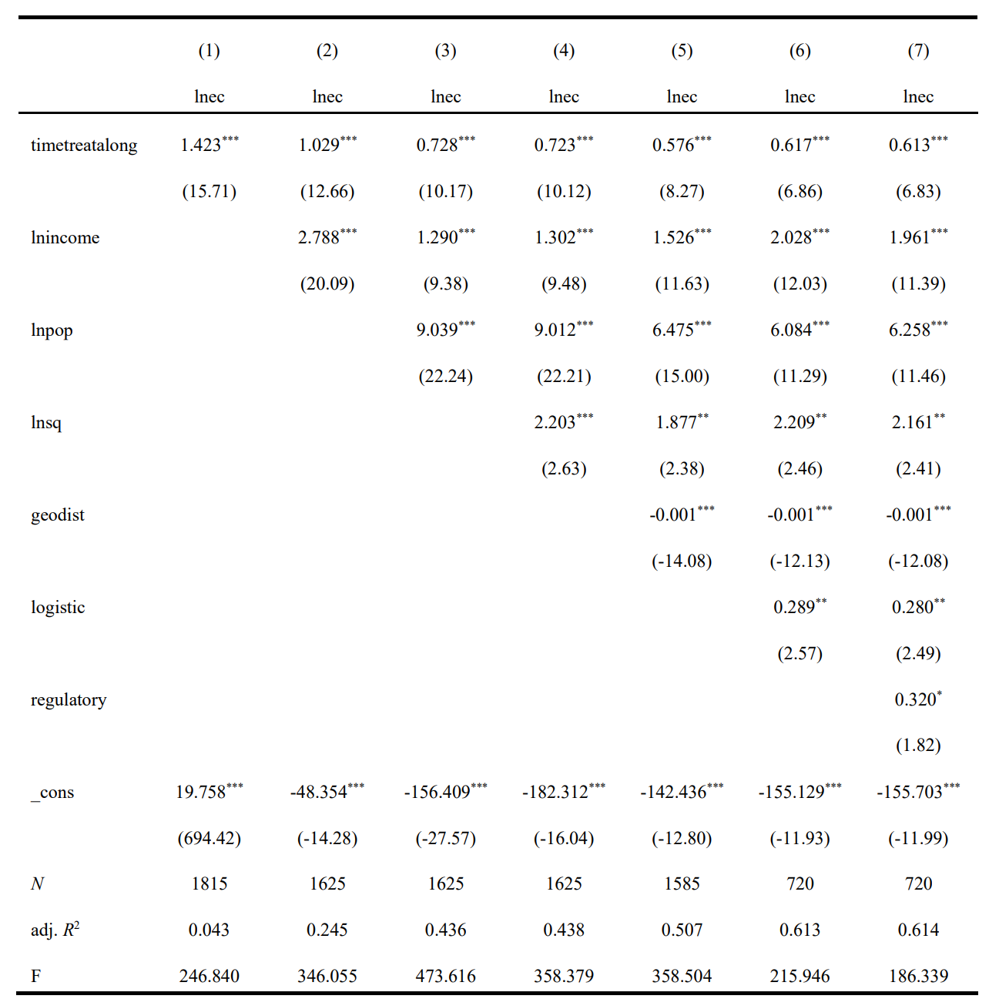 (1) (2) (3) (4) (5) (6) (7)
lnec lnec lnec lnec lnec lnec lnec
timetreatalong 1.423*** 1.029*** 0.728*** 0.723*** 0.576*** 0.617*** 0.613***
(15.71) (12.66) (10.17) (10.12) (8.27) (6.86) (6.83)
lnincome 2.788*** 1.290*** 1.302*** 1.526*** 2.028*** 1.961***
(20.09) (9.38) (9.48) (11.63) (12.03) (11.39)
lnpop 9.039*** 9.012*** 6.475*** 6.084*** 6.258***
(22.24) (22.21) (15.00) (11.29) (11.46)
lnsq 2.203*** 1.877** 2.209** 2.161**
(2.63) (2.38) (2.46) (2.41)
geodist -0.001*** -0.001*** -0.001***
(-14.08) (-12.13) (-12.08)
logistic 0.289** 0.280**
(2.57) (2.49)
regulatory 0.320*
(1.82)
_cons 19.758*** -48.354*** -156.409*** -182.312*** -142.436*** -155.129*** -155.703***
(694.42) (-14.28) (-27.57) (-16.04) (-12.80) (-11.93) (-11.99)
N 1815 1625 1625 1625 1585 720 720
adj. R² 0.043 0.245 0.436 0.438 0.507 0.613 0.614
F 246.840 346.055 473.616 358.379 358.504 215.946 186.339